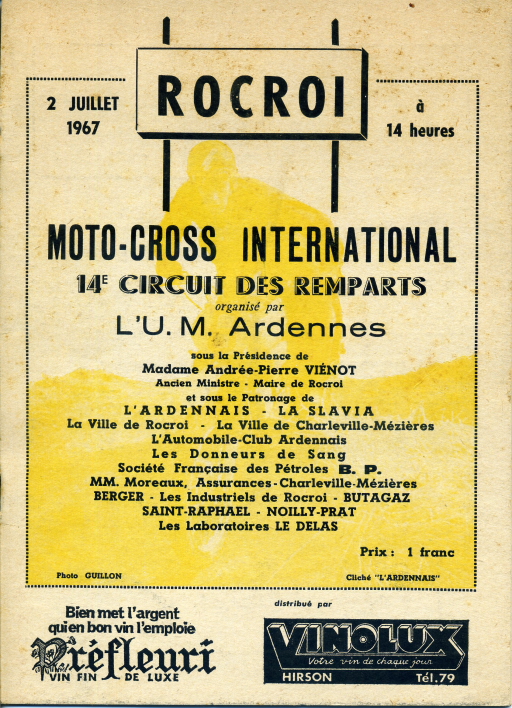 ROCROI
2 JUILLET
1967
à
14 heures
MOTO-CROSS INTERNATIONAL
14E CIRCUIT DES REMPARTS
organisé par
L'U. M. Ardennes
sous la Présidence de
Madame Andrée-Pierre VIÉNOT
Ancien Ministre - Maire de Rocroi
et sous le Patronage de
L'ARDENNAIS - LA SLAVIA
La Ville de Rocroi - La Ville de Charleville-Mézières
L'Automobile-Club Ardennais
Les Donneurs de Sang
Société Française des Pétroles B. P.
MM. Moreaux, Assurances-Charleville-Mézières
BERGER - Les Industriels de Rocroi - BUTAGAZ
SAINT-RAPHAEL - NOILLY-PRAT
Les Laboratoires LE DELAS
Prix : 1 franc
Photo GUILLON
Cliché "L'ARDENNAIS"
Bien met l'argent
qui en bon vin l'emploie
Préfleuri
VIN FIN DE LUXE
distribué par
VINOLUX
Votre vin de chaque jour
HIRSON Tél. 79